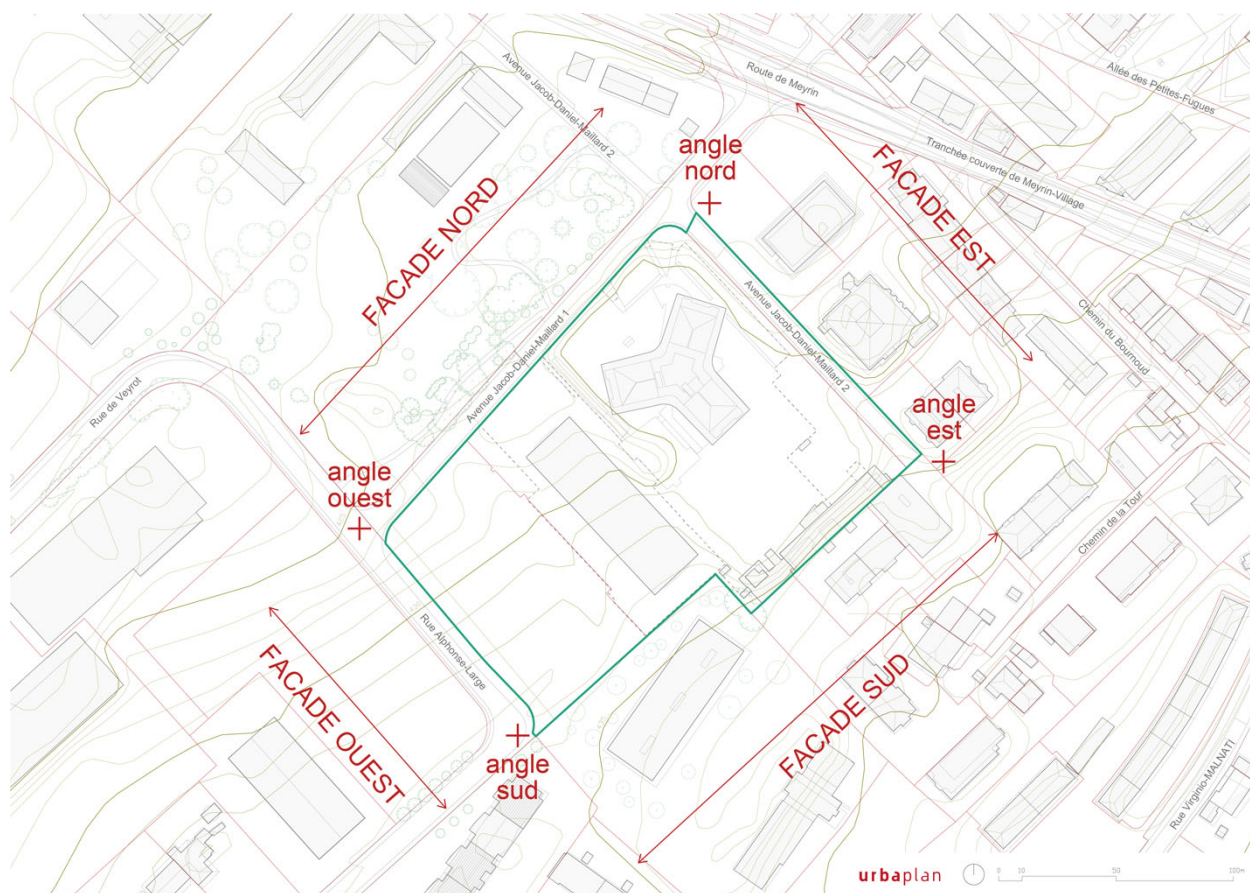 Avenue Jacob-Daniel-Maillard 2
Route de Meyrin
Allée des Petites-Fugues
Tranchée couverte de Meyrin-Village
angle
nord
FACADE NORD
FACADE EST
Avenue Jacob-Daniel-Maillard 1
Avenue Jacob-Daniel-Maillard 2
Chemin du Bournoud
Rue de Veyrot
angle
est
angle
ouest
Chemin de la Tour
Rue Alphonse-Large
FACADE OUEST
FACADE SUD
angle
sud
Rue Virginio-MALNATI
urbaplan
0 10 50 100m